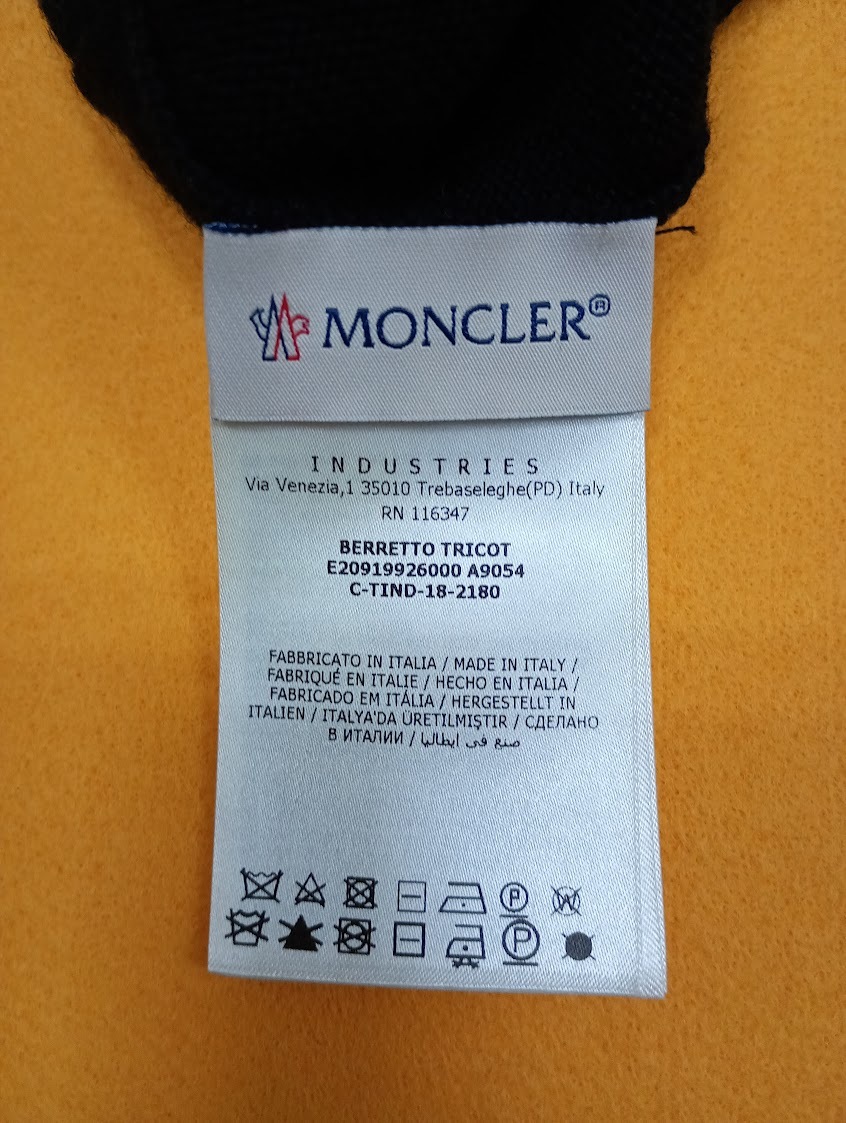 MONCLER®
INDUSTRIES
Via Venezia,1 35010 Trebaseleghe(PD) Italy
RN 116347
BERRETTO TRICOT
E20919926000 A9054
C-TIND-18-2180
FABBRICATO IN ITALIA / MADE IN ITALY /
FABRIQUÉ EN ITALIE / HECHO EN ITALIA /
FABRICADO EM ITÁLIA / HERGESTELLT IN
ITALIEN / ITALYA'DA ÜRETILMIŞTIR / СДЕЛАНО
В ИТАЛИИ / صنع في ايطاليا
P W
P